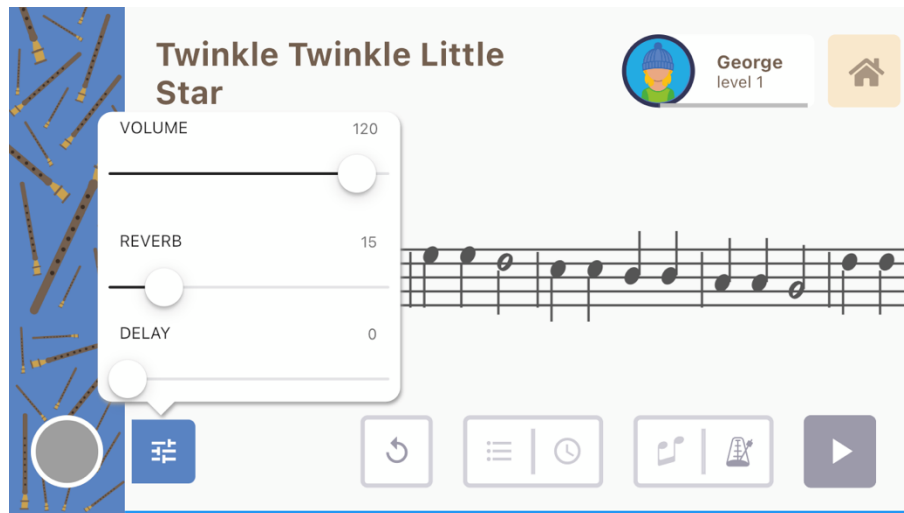 Twinkle Twinkle Little
Star
George
level 1
VOLUME 120
REVERB 15
DELAY 0